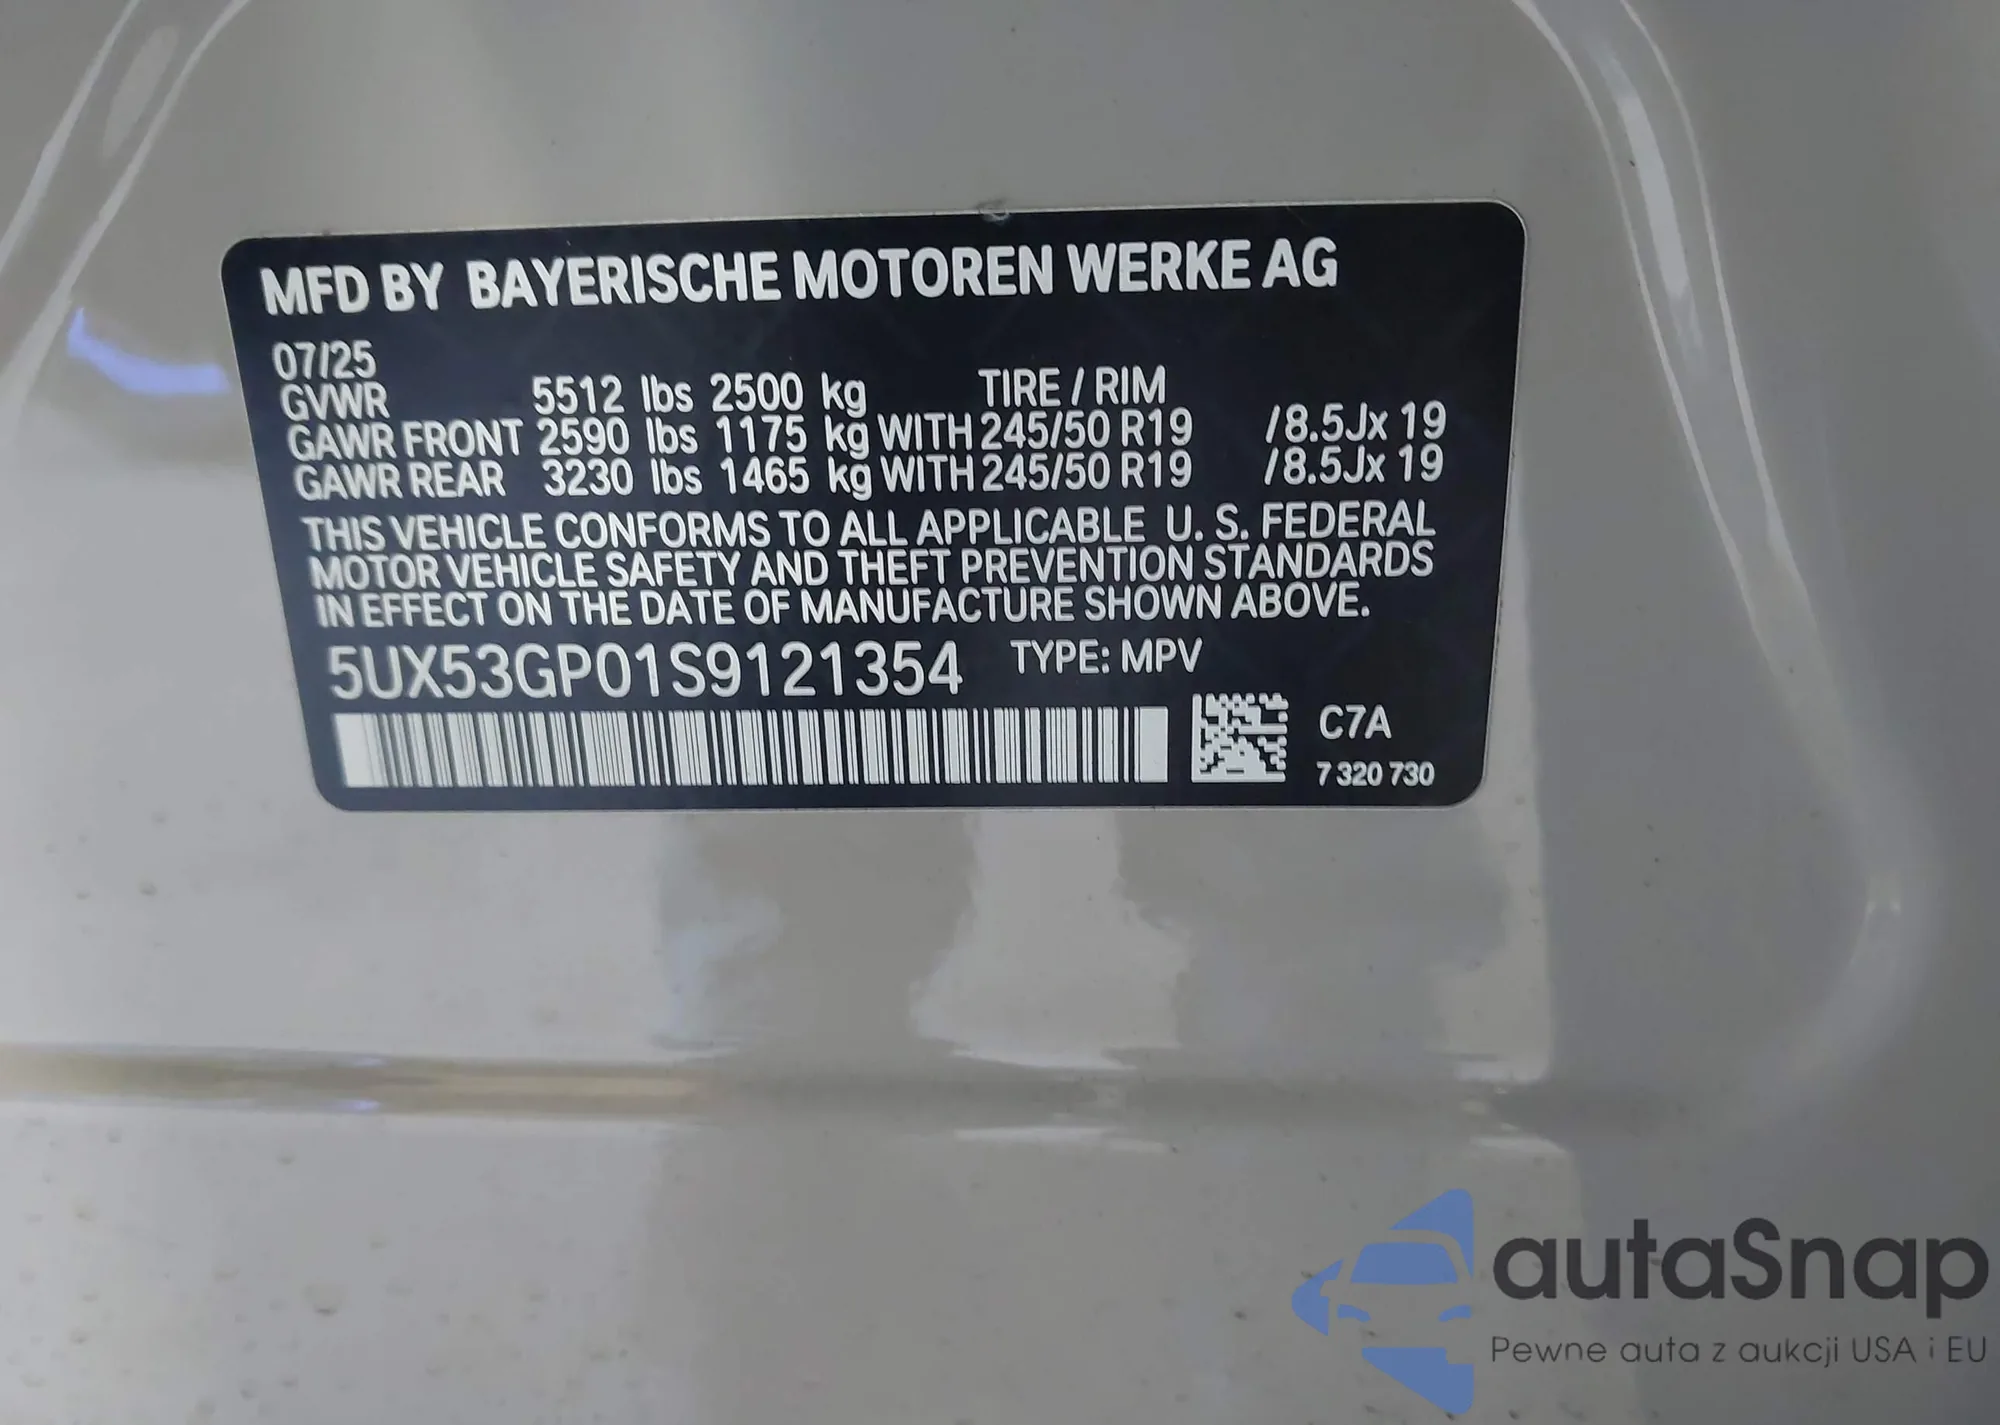 MFD BY BAYERISCHE MOTOREN WERKE AG
07/25
GVWR 5512 lbs 2500 kg TIRE / RIM
GAWR FRONT 2590 lbs 1175 kg WITH 245/50 R19 /8.5Jx 19
GAWR REAR 3230 lbs 1465 kg WITH 245/50 R19 /8.5Jx 19
THIS VEHICLE CONFORMS TO ALL APPLICABLE U. S. FEDERAL
MOTOR VEHICLE SAFETY AND THEFT PREVENTION STANDARDS
IN EFFECT ON THE DATE OF MANUFACTURE SHOWN ABOVE.
5UX53GP01S9121354 TYPE: MPV
C7A
7 320 730
autaSnap
Pewne auta z aukcji USA i EU